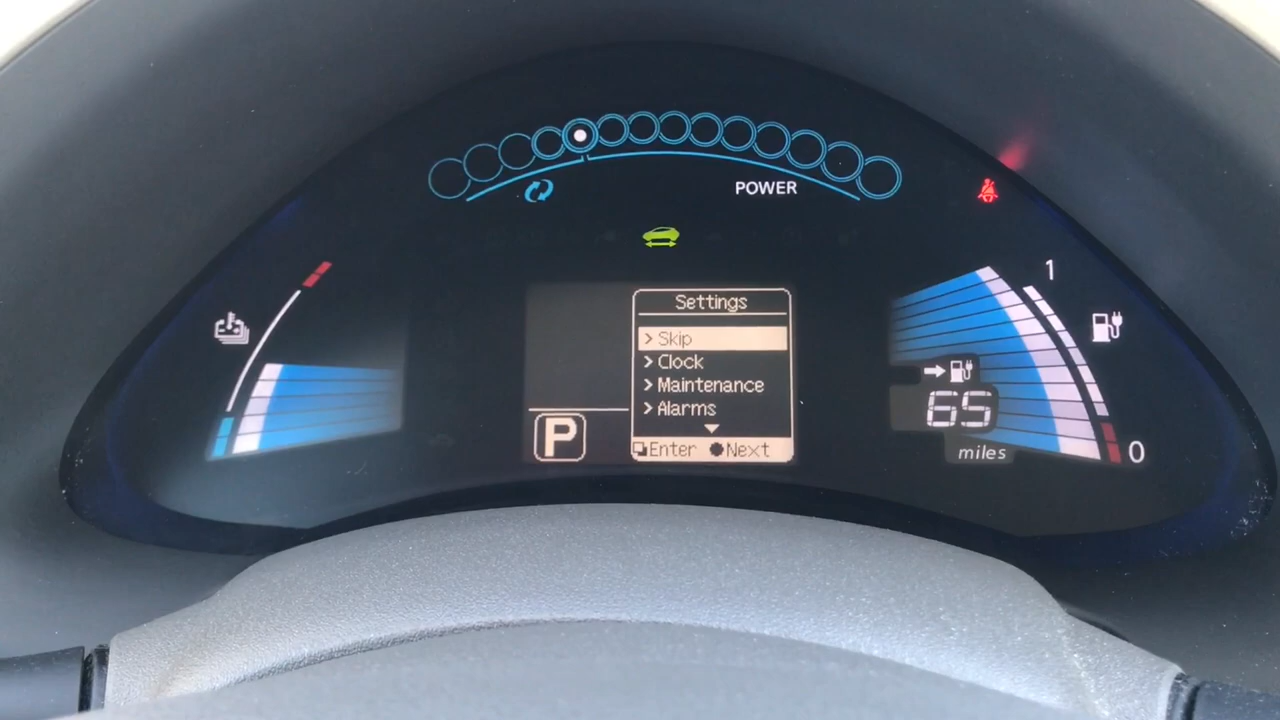 POWER
1
Settings
> Skip
> Clock
> Maintenance
> Alarms
Enter Next
P
65
miles
0